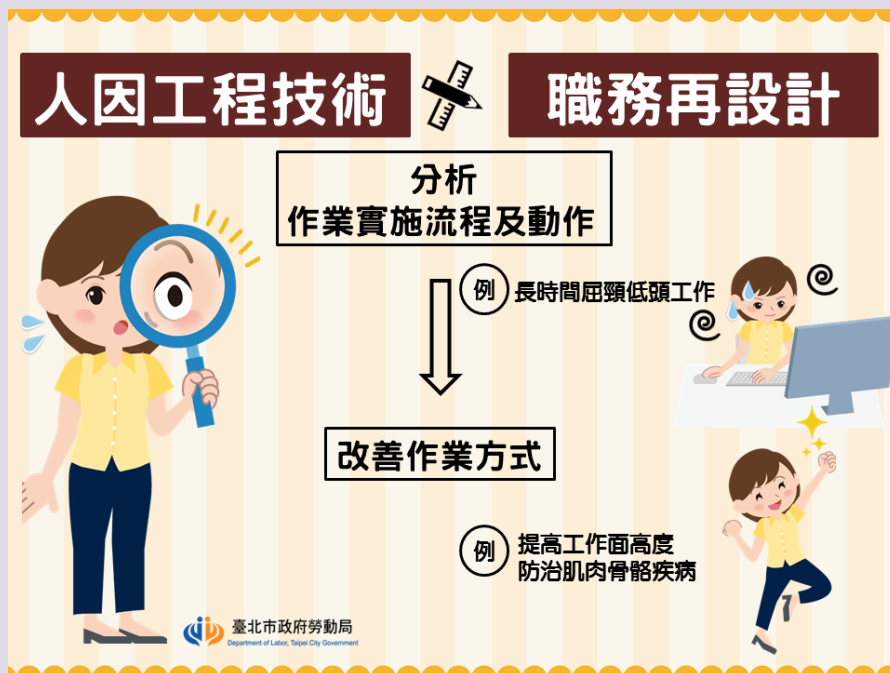 人因工程技術
職務再設計
分析
作業實施流程及動作
例
長時間屈頸低頭工作
改善作業方式
例
提高工作面高度
防治肌肉骨骼疾病
臺北市政府勞動局
Department of Labor, Taipei City Government